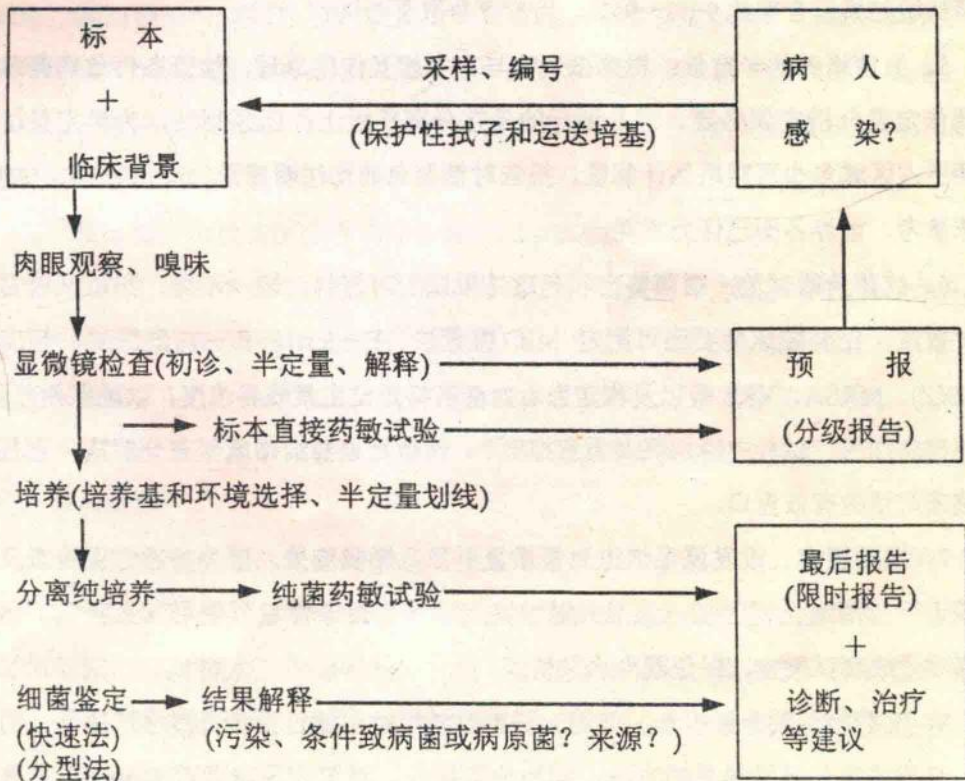 标 本
+
临床背景
采样、编号
(保护性拭子和运送培基)
病 人
感 染?
肉眼观察、嗅味
显微镜检查(初诊、半定量、解释)
预 报
(分级报告)
标本直接药敏试验
培养(培养基和环境选择、半定量划线)
分离纯培养
纯菌药敏试验
最后报告
(限时报告)
+
诊断、治疗
等建议
细菌鉴定
(快速法)
(分型法)
结果解释
(污染、条件致病菌或病原菌? 来源? )